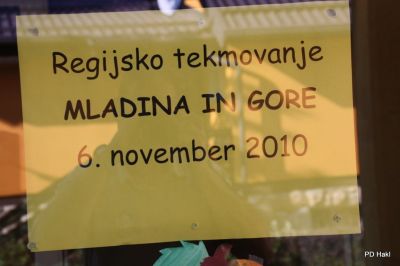 Regijsko tekmovanje
MLADINA IN GORE
6. november 2010
PD Hakl